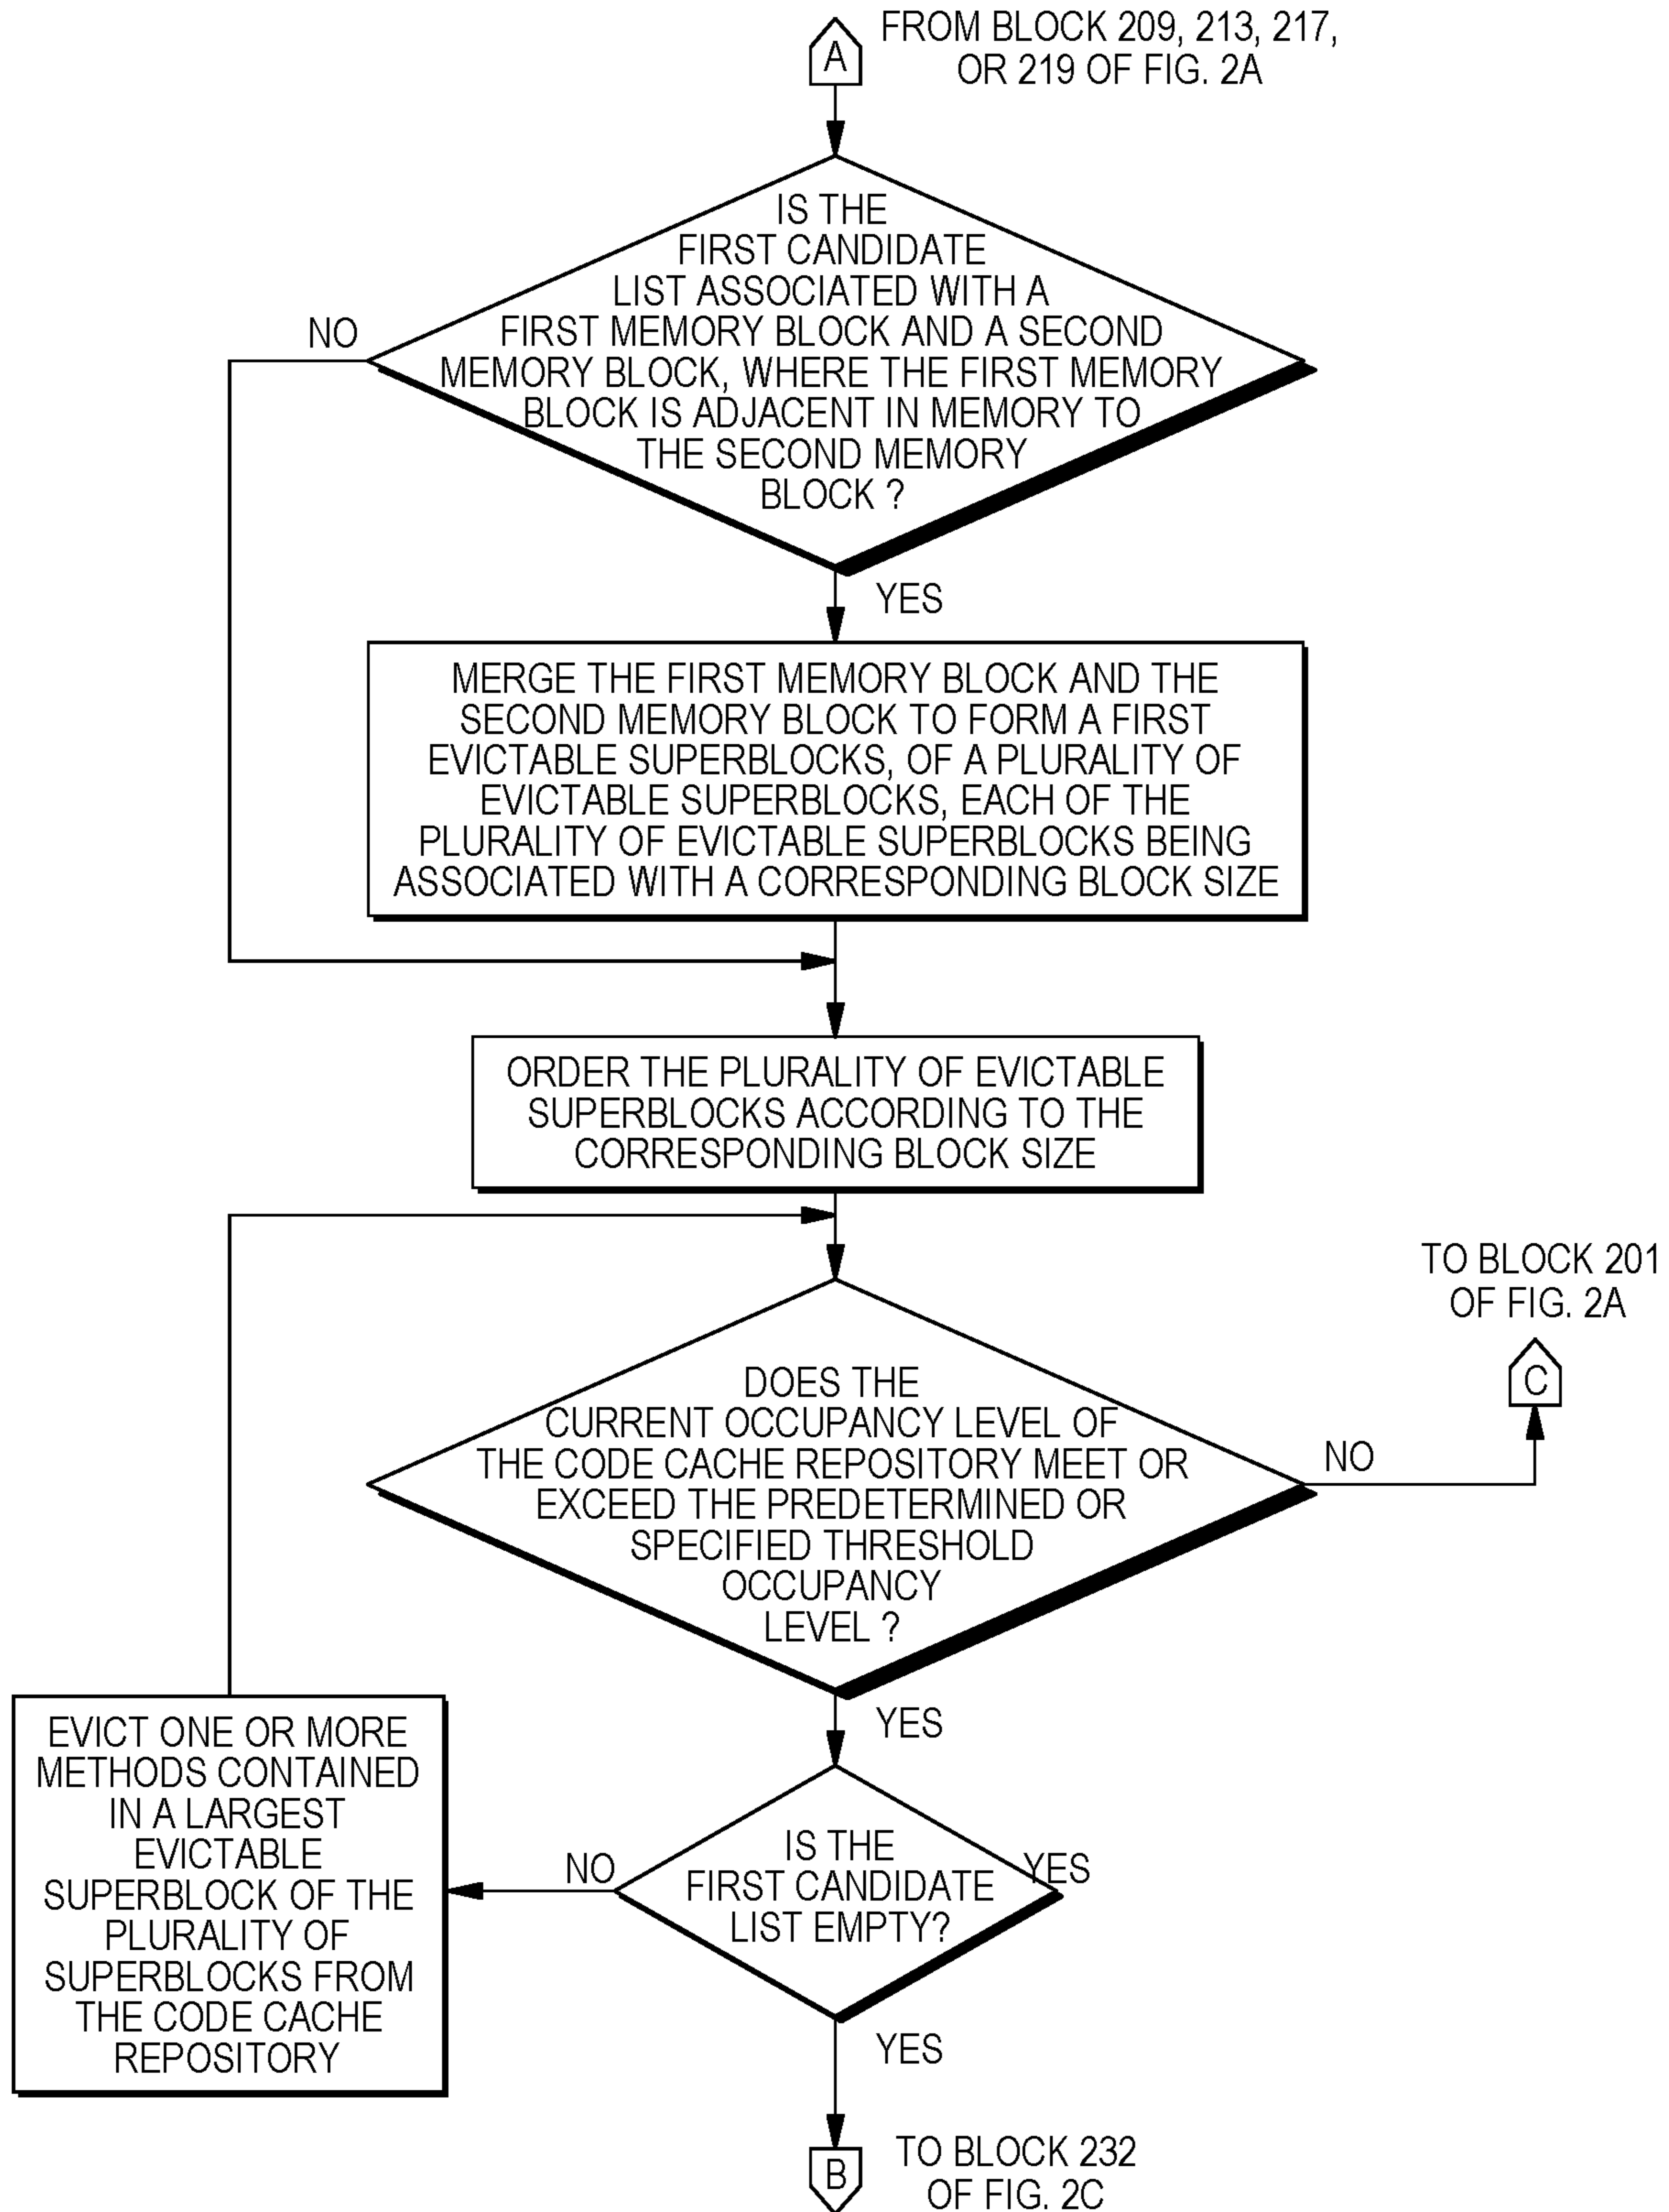 A
FROM BLOCK 209, 213, 217,
OR 219 OF FIG. 2A
IS THE
FIRST CANDIDATE
LIST ASSOCIATED WITH A
FIRST MEMORY BLOCK AND A SECOND
MEMORY BLOCK, WHERE THE FIRST MEMORY
BLOCK IS ADJACENT IN MEMORY TO
THE SECOND MEMORY
BLOCK ?
NO
YES
MERGE THE FIRST MEMORY BLOCK AND THE
SECOND MEMORY BLOCK TO FORM A FIRST
EVICTABLE SUPERBLOCKS, OF A PLURALITY OF
EVICTABLE SUPERBLOCKS, EACH OF THE
PLURALITY OF EVICTABLE SUPERBLOCKS BEING
ASSOCIATED WITH A CORRESPONDING BLOCK SIZE
ORDER THE PLURALITY OF EVICTABLE
SUPERBLOCKS ACCORDING TO THE
CORRESPONDING BLOCK SIZE
TO BLOCK 201
OF FIG. 2A
C
DOES THE
CURRENT OCCUPANCY LEVEL OF
THE CODE CACHE REPOSITORY MEET OR
EXCEED THE PREDETERMINED OR
SPECIFIED THRESHOLD
OCCUPANCY
LEVEL ?
NO
YES
EVICT ONE OR MORE
METHODS CONTAINED
IN A LARGEST
EVICTABLE
SUPERBLOCK OF THE
PLURALITY OF
SUPERBLOCKS FROM
THE CODE CACHE
REPOSITORY
NO
IS THE
FIRST CANDIDATE
LIST EMPTY?
YES
YES
B
TO BLOCK 232
OF FIG. 2C